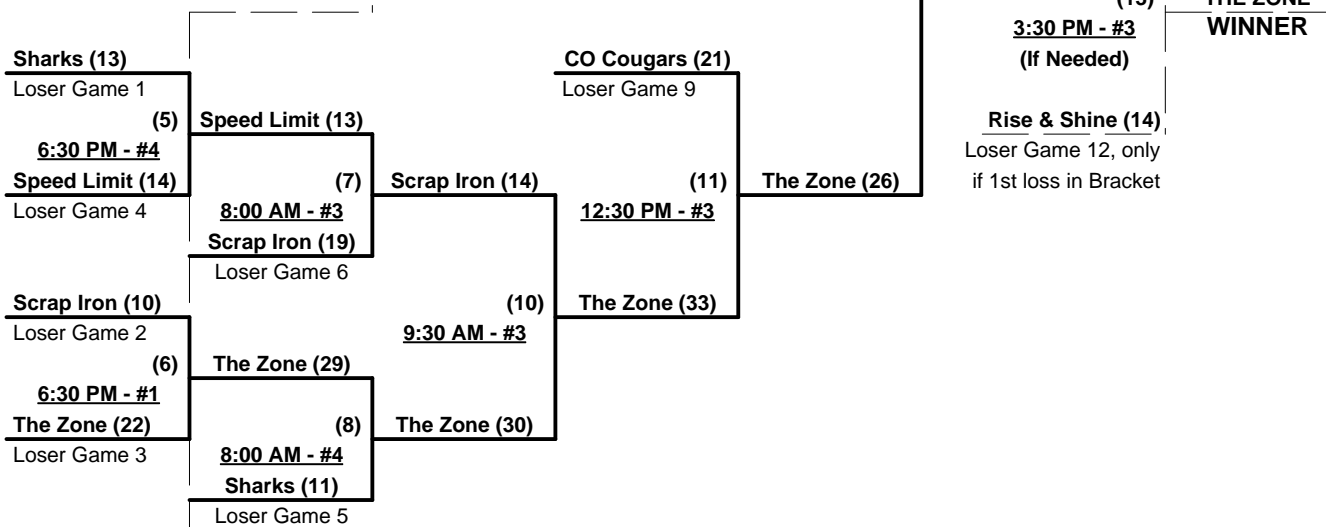 (13)
THE ZONE
3:30 PM - #3
WINNER
(If Needed)
Sharks (13)
Loser Game 1
CO Cougars (21)
Loser Game 9
(5)
6:30 PM - #4
Speed Limit (13)
Rise & Shine (14)
Loser Game 12, only
if 1st loss in Bracket
Speed Limit (14)
Loser Game 4
(7)
8:00 AM - #3
Scrap Iron (14)
(11)
12:30 PM - #3
The Zone (26)
Scrap Iron (19)
Loser Game 6
Scrap Iron (10)
Loser Game 2
(10)
9:30 AM - #3
The Zone (33)
(6)
6:30 PM - #1
The Zone (29)
The Zone (22)
Loser Game 3
(8)
8:00 AM - #4
The Zone (30)
Sharks (11)
Loser Game 5